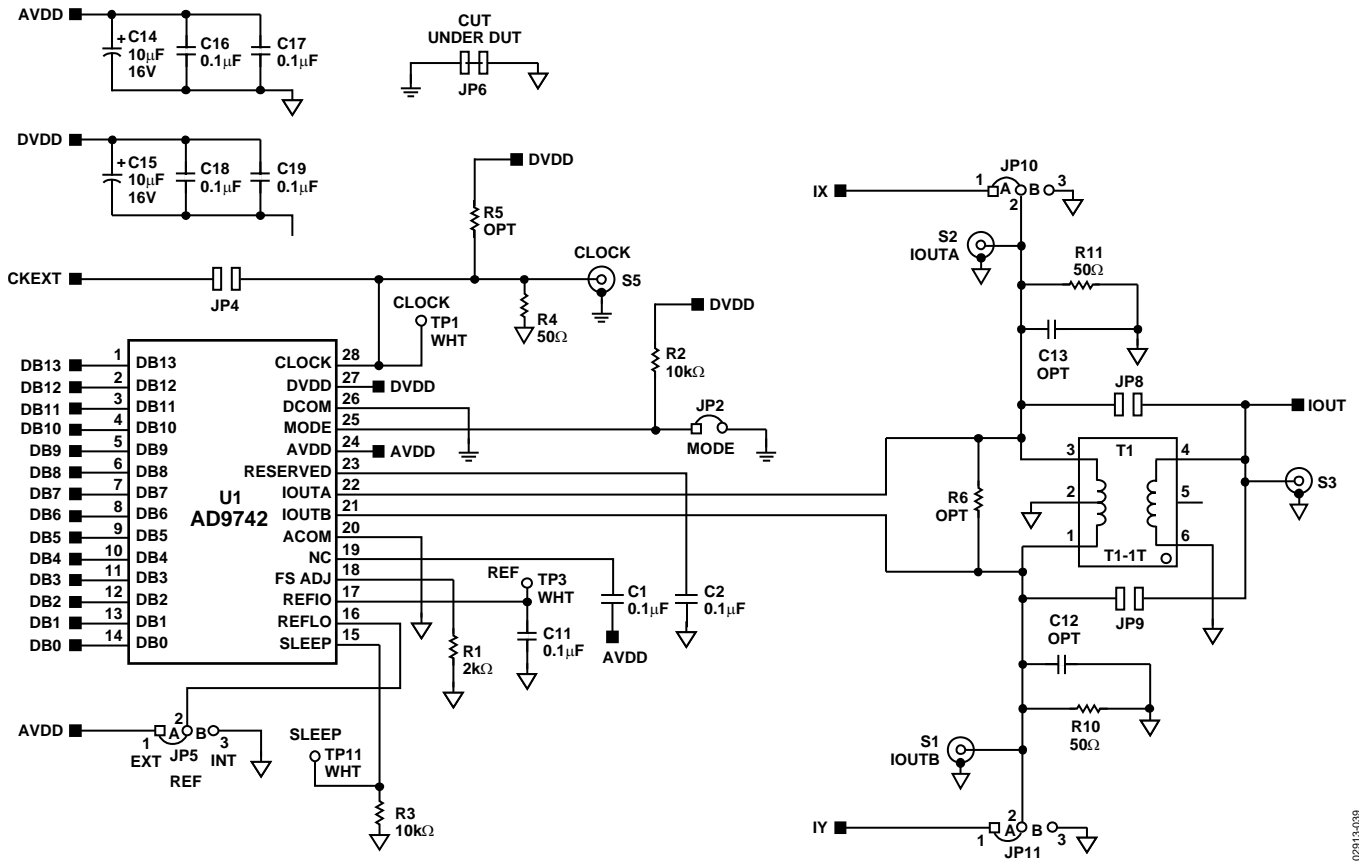 AVDD
+ C14
10µF
16V
C16
0.1µF
C17
0.1µF
CUT
UNDER DUT
JP6
DVDD
+ C15
10µF
16V
C18
0.1µF
C19
0.1µF
DVDD
R5
OPT
CKEXT
JP4
CLOCK
S5
CLOCK
TP1
WHT
R4
50Ω
DVDD
R2
10kΩ
JP2
MODE
DB13 1 DB13
DB12 2 DB12
DB11 3 DB11
DB10 4 DB10
DB9 5 DB9
DB8 6 DB8
DB7 7 DB7
DB6 8 DB6
DB5 9 DB5
DB4 10 DB4
DB3 11 DB3
DB2 12 DB2
DB1 13 DB1
DB0 14 DB0
U1
AD9742
CLOCK 28
DVDD 27 DVDD
DCOM 26
MODE 25
AVDD 24 AVDD
RESERVED 23
IOUTA 22
IOUTB 21
ACOM 20
NC 19
FS ADJ 18
REFIO 17
REFLO 16
SLEEP 15
REF
TP3
WHT
C11
0.1µF
C1
0.1µF
AVDD
C2
0.1µF
R1
2kΩ
AVDD
1 A 2 B 3
EXT JP5 INT
REF
SLEEP
TP11
WHT
R3
10kΩ
IX
JP10
1 A B 3
2
S2
IOUTA
R11
50Ω
C13
OPT
JP8
IOUT
R6
OPT
3 T1 4
2 5
1 6
T1-1T
S3
JP9
C12
OPT
R10
50Ω
S1
IOUTB
IY
2
1 A B 3
JP11
02913-039